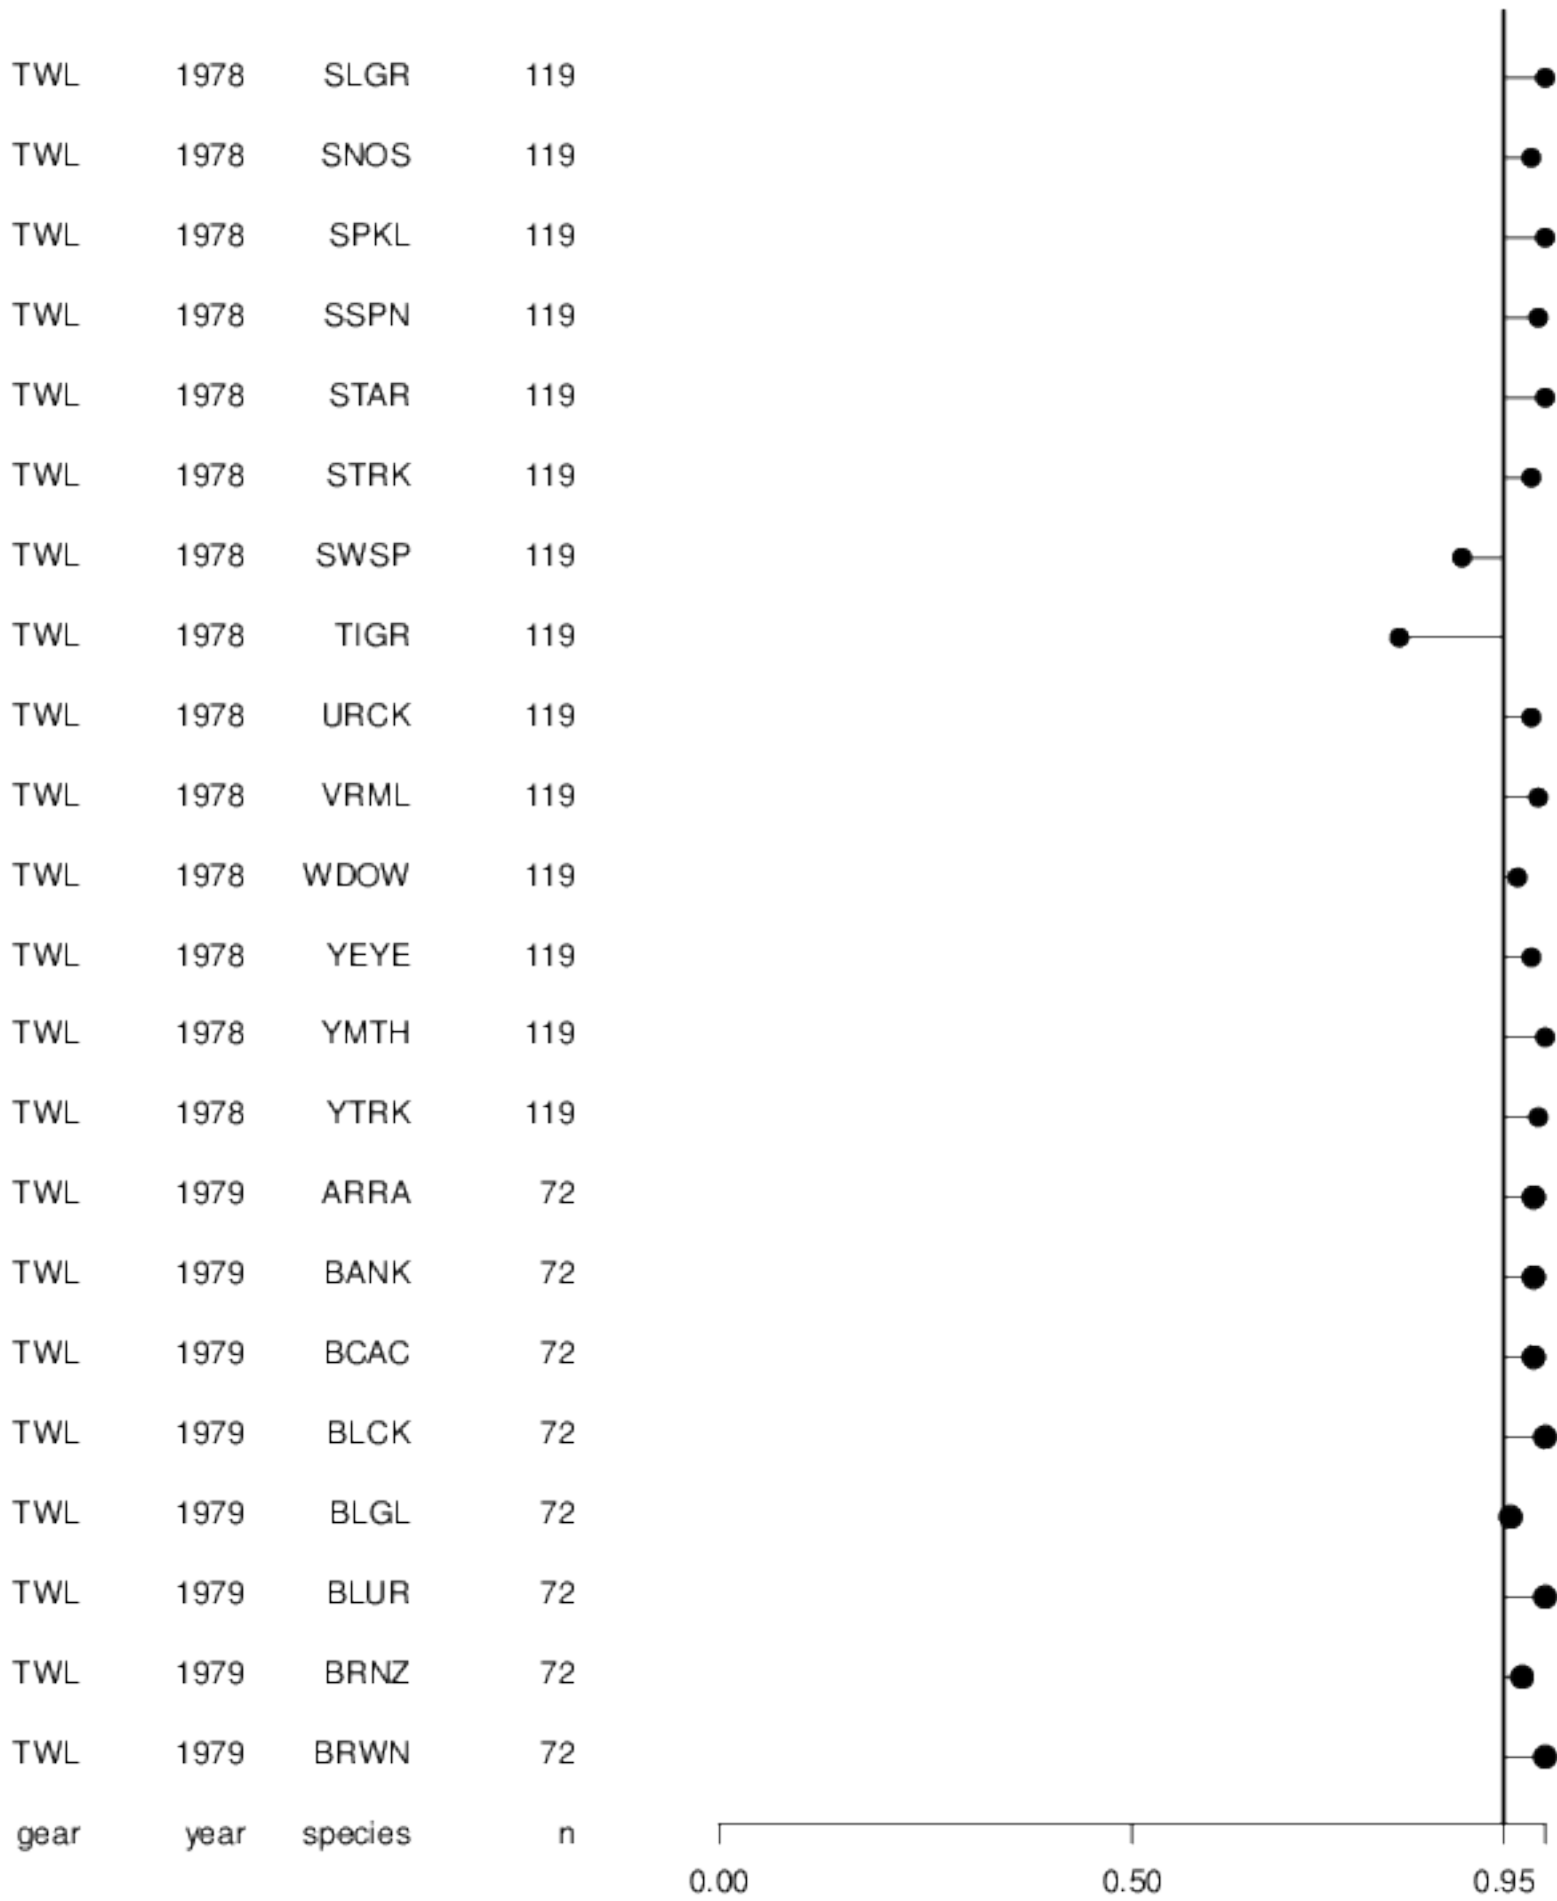 TWL 1978 SLGR 119
TWL 1978 SNOS 119
TWL 1978 SPKL 119
TWL 1978 SSPN 119
TWL 1978 STAR 119
TWL 1978 STRK 119
TWL 1978 SWSP 119
TWL 1978 TIGR 119
TWL 1978 URCK 119
TWL 1978 VRML 119
TWL 1978 WDOW 119
TWL 1978 YEYE 119
TWL 1978 YMTH 119
TWL 1978 YTRK 119
TWL 1979 ARRA 72
TWL 1979 BANK 72
TWL 1979 BCAC 72
TWL 1979 BLCK 72
TWL 1979 BLGL 72
TWL 1979 BLUR 72
TWL 1979 BRNZ 72
TWL 1979 BRWN 72
gear year species n
0.00 0.50 0.95